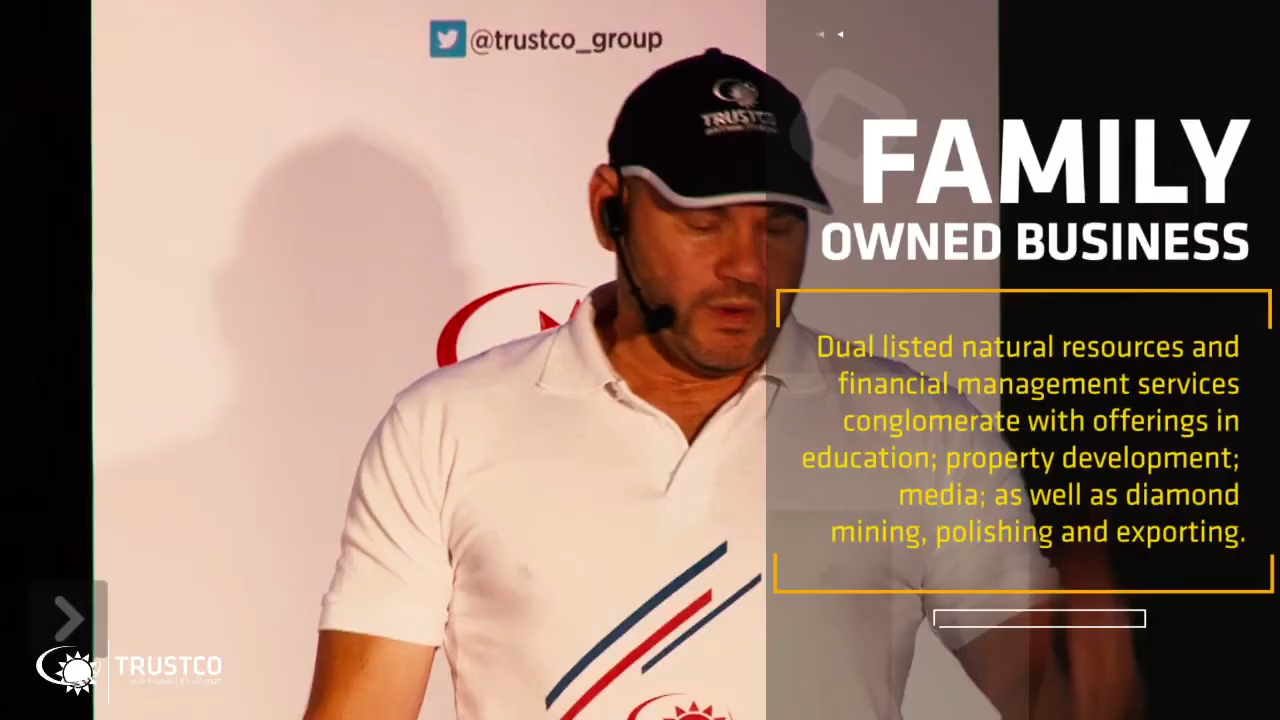 @trustco_group
TRUSTCO
FAMILY
OWNED BUSINESS
Dual listed natural resources and
financial management services
conglomerate with offerings in
education; property development;
media; as well as diamond
mining, polishing and exporting.
TRUSTCO